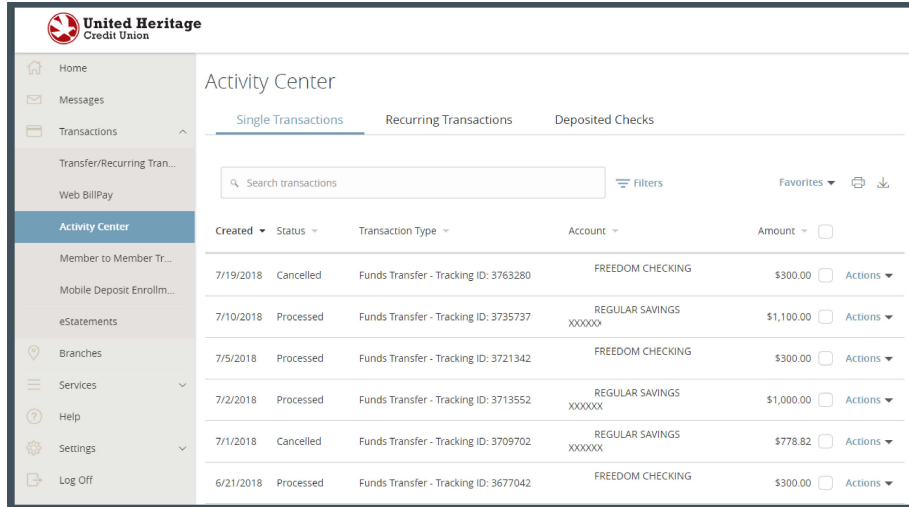 United Heritage
Credit Union
Home
Messages
Transactions
Transfer/Recurring Tran...
Web BillPay
Activity Center
Member to Member Tr...
Mobile Deposit Enrollm...
eStatements
Branches
Services
Help
Settings
Log Off
Activity Center
Single Transactions Recurring Transactions Deposited Checks
Search transactions Filters Favorites
Created Status Transaction Type Account Amount
FREEDOM CHECKING
7/19/2018 Cancelled Funds Transfer - Tracking ID: 3763280 $300.00 Actions
REGULAR SAVINGS
7/10/2018 Processed Funds Transfer - Tracking ID: 3735737 $1,100.00 Actions
XXXXXX
FREEDOM CHECKING
7/5/2018 Processed Funds Transfer - Tracking ID: 3721342 $300.00 Actions
REGULAR SAVINGS
7/2/2018 Processed Funds Transfer - Tracking ID: 3713552 $1,000.00 Actions
XXXXXX
REGULAR SAVINGS
7/1/2018 Cancelled Funds Transfer - Tracking ID: 3709702 $778.82 Actions
XXXXXX
FREEDOM CHECKING
6/21/2018 Processed Funds Transfer - Tracking ID: 3677042 $300.00 Actions